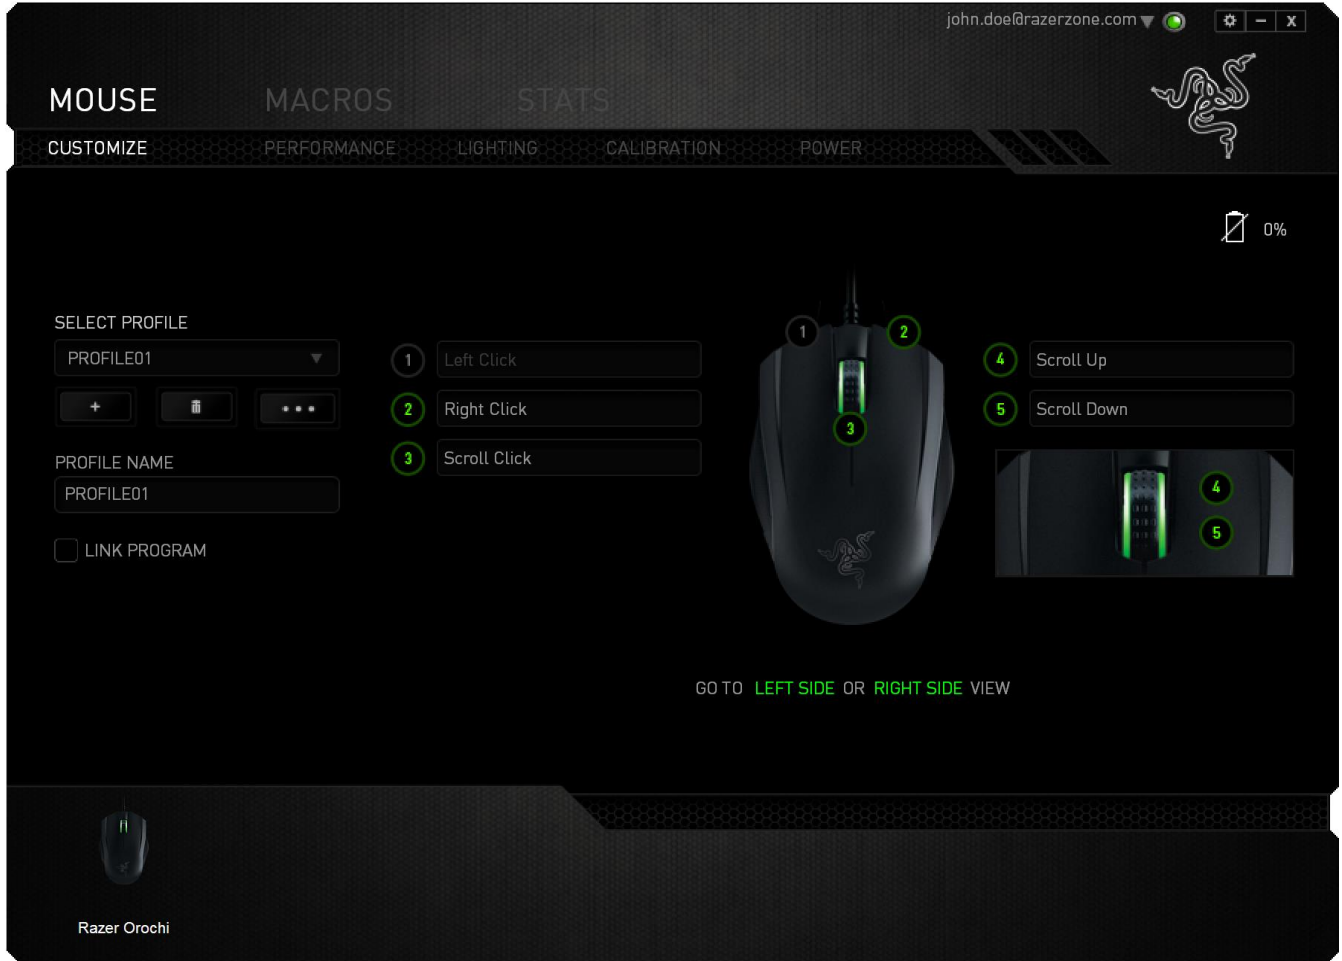 john.doe@razerzone.com
MOUSE MACROS STATS
CUSTOMIZE PERFORMANCE LIGHTING CALIBRATION POWER
0%
SELECT PROFILE
PROFILE01
PROFILE NAME
PROFILE01
LINK PROGRAM
1 Left Click
2 Right Click
3 Scroll Click
1 2
3
4 Scroll Up
5 Scroll Down
4
5
GO TO LEFT SIDE OR RIGHT SIDE VIEW
Razer Orochi